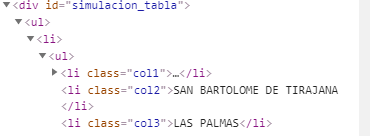 <div id="simulacion_tabla">
<ul>
<li>
<ul>
<li class="col1">…</li>
<li class="col2">SAN BARTOLOME DE TIRAJANA
</li>
<li class="col3">LAS PALMAS</li>